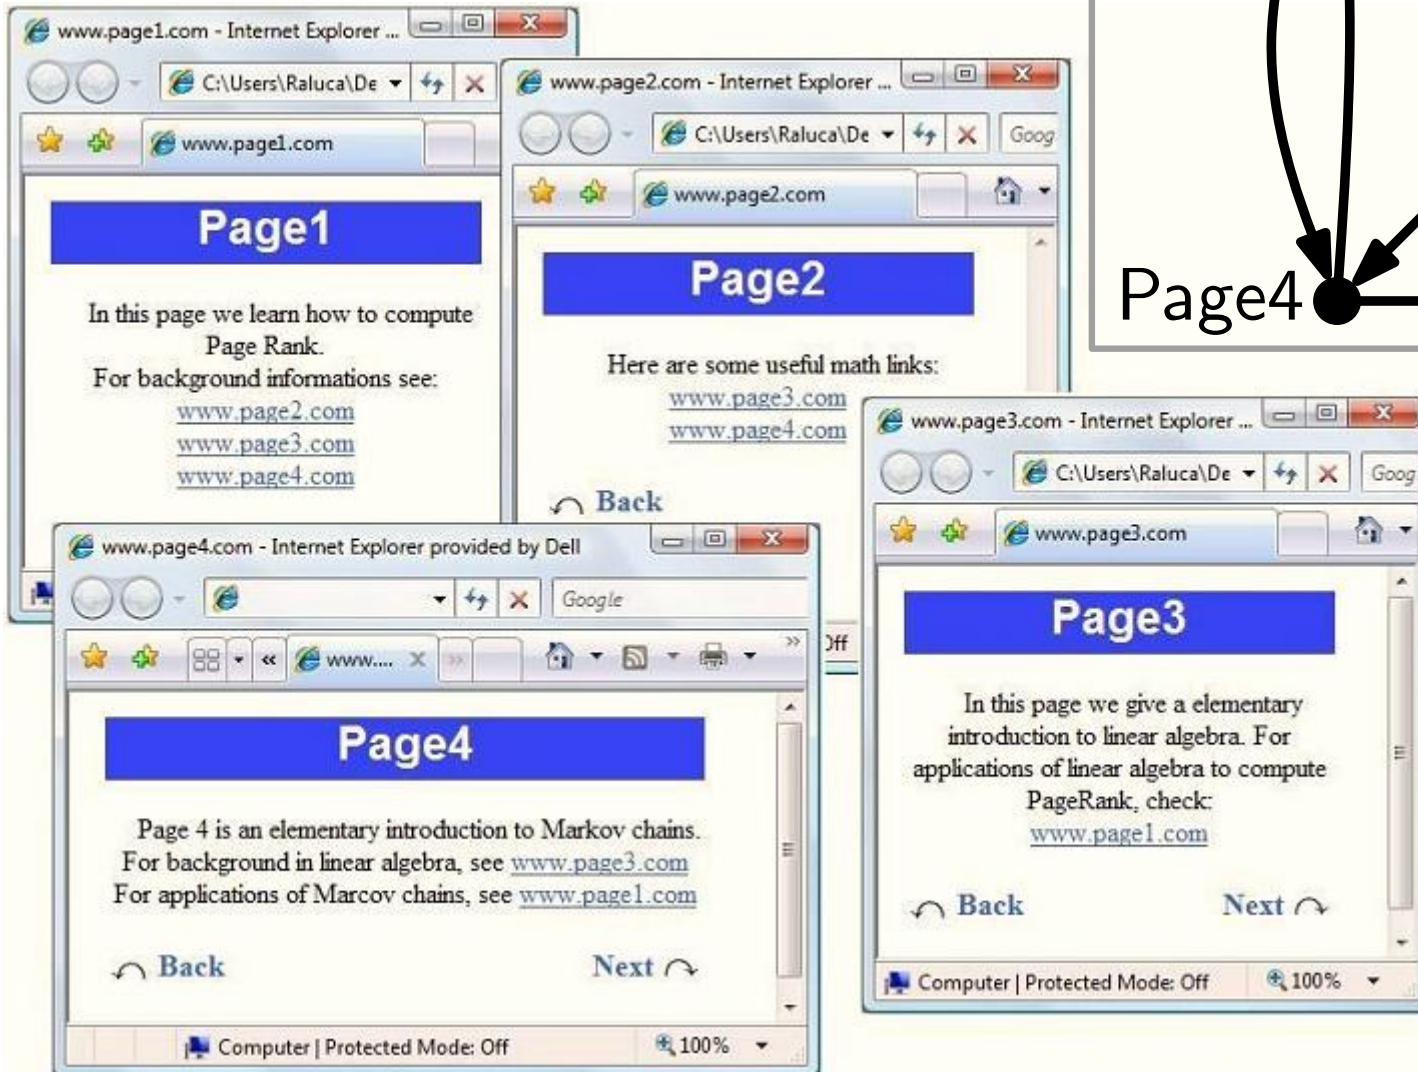 www.page1.com - Internet Explorer ...
C:\Users\Raluca\De
www.page1.com
Page1
In this page we learn how to compute
Page Rank.
For background informations see:
www.page2.com
www.page3.com
www.page4.com
www.page2.com - Internet Explorer ...
C:\Users\Raluca\De
Goog
www.page2.com
Page2
Here are some useful math links:
www.page3.com
www.page4.com
Back
Off
Page4
www.page4.com - Internet Explorer provided by Dell
Google
www....
Page4
Page 4 is an elementary introduction to Markov chains.
For background in linear algebra, see www.page3.com
For applications of Marcov chains, see www.page1.com
Back Next
Computer | Protected Mode: Off 100%
www.page3.com - Internet Explorer ...
C:\Users\Raluca\De
Goog
www.page3.com
Page3
In this page we give a elementary
introduction to linear algebra. For
applications of linear algebra to compute
PageRank, check:
www.page1.com
Back Next
Computer | Protected Mode: Off 100%